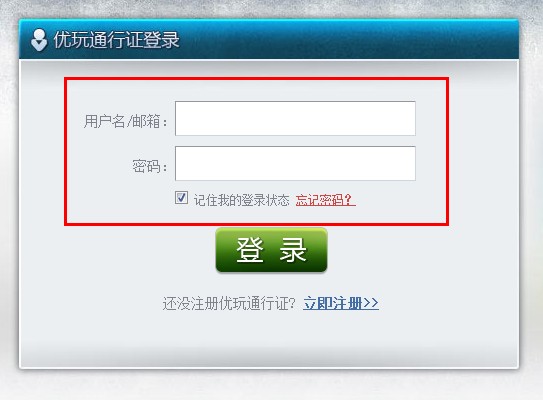 优玩通行证登录
用户名/邮箱：
密码：
记住我的登录状态 忘记密码？
登 录
还没注册优玩通行证？立即注册>>